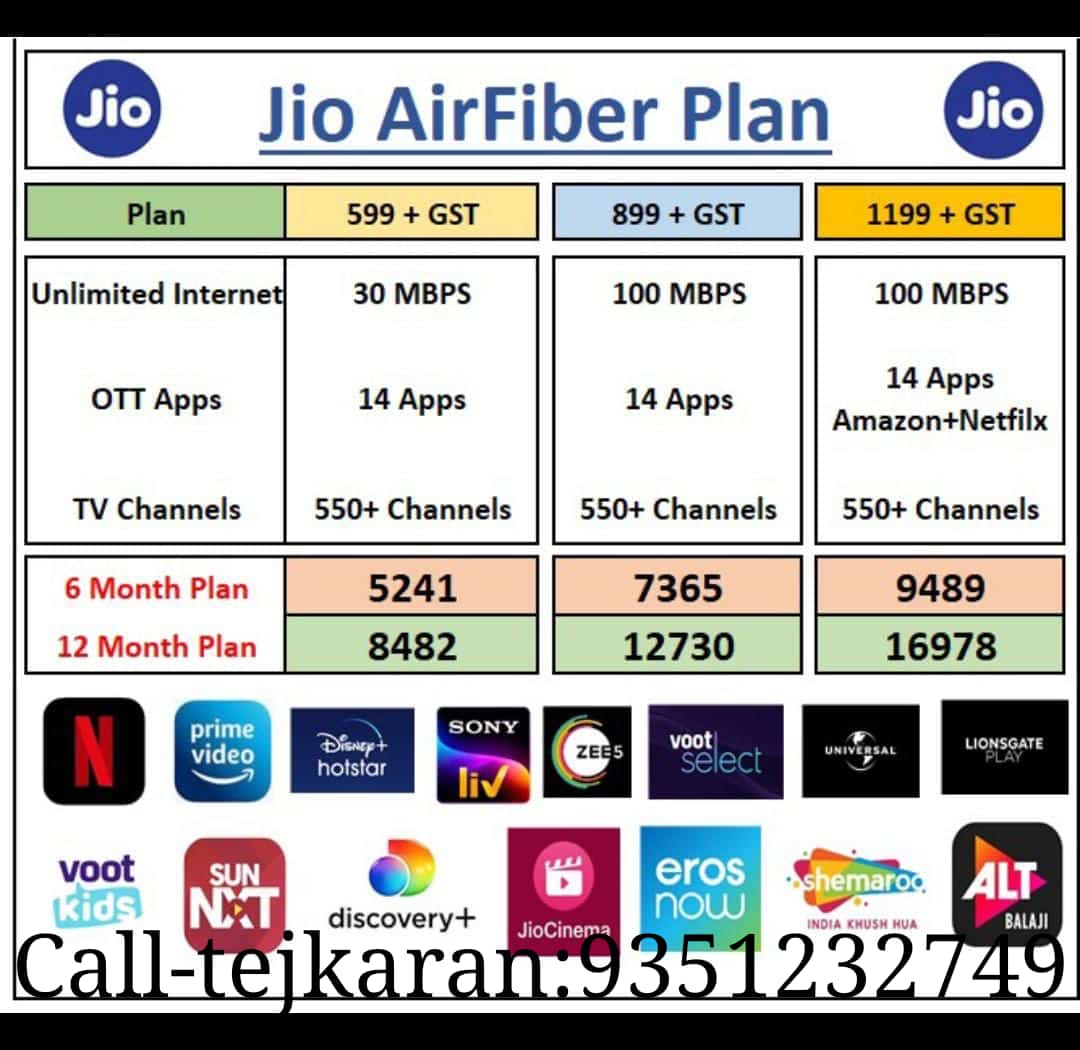 Jio
Jio AirFiber Plan
Jio
Plan 599 + GST 899 + GST 1199 + GST
Unlimited Internet 30 MBPS 100 MBPS 100 MBPS
OTT Apps 14 Apps 14 Apps 14 Apps
Amazon+Netfilx
TV Channels 550+ Channels 550+ Channels 550+ Channels
6 Month Plan 5241 7365 9489
12 Month Plan 8482 12730 16978
N
prime
video
Disney+
hotstar
SONY
liv
ZEE5
voot
select
UNIVERSAL
LIONSGATE
PLAY
voot
kids
SUN
NXT
discovery+
JioCinema
eros
now
shemaroo
INDIA KHUSH HUA
ALT
BALAJI
Call-tejkaran:9351232749